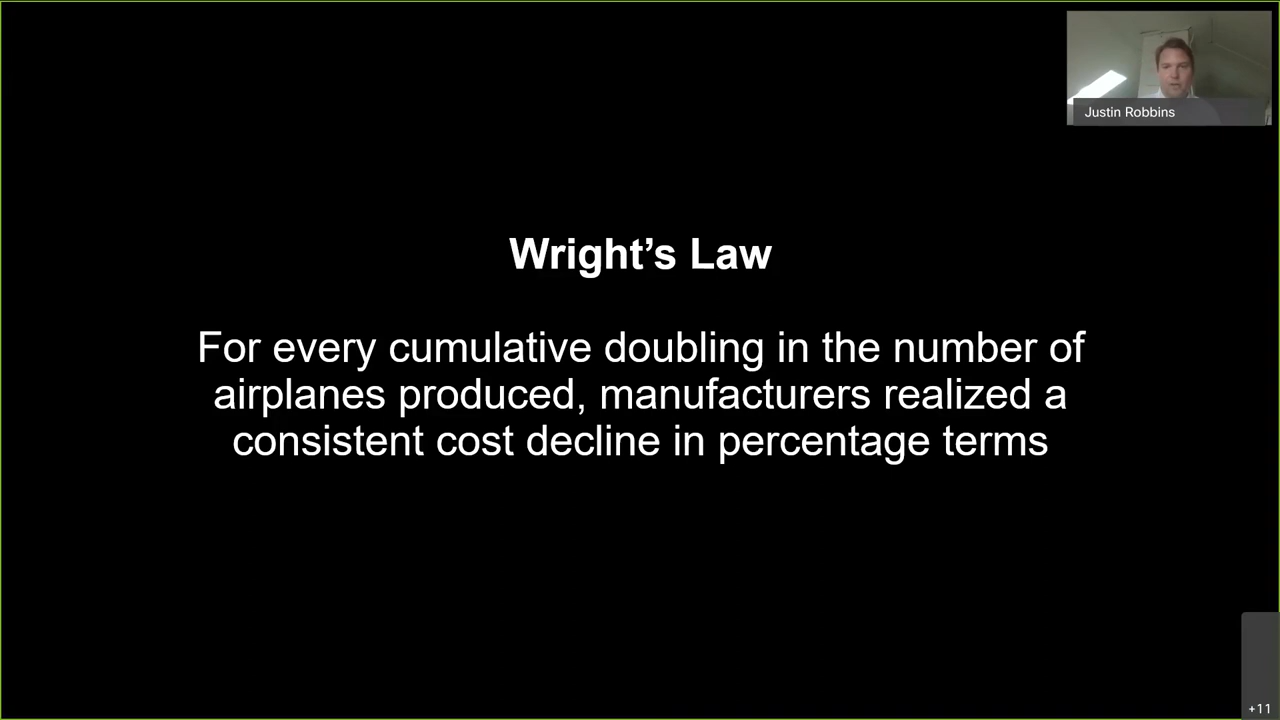 Justin Robbins
Wright’s Law
For every cumulative doubling in the number of
airplanes produced, manufacturers realized a
consistent cost decline in percentage terms
+11